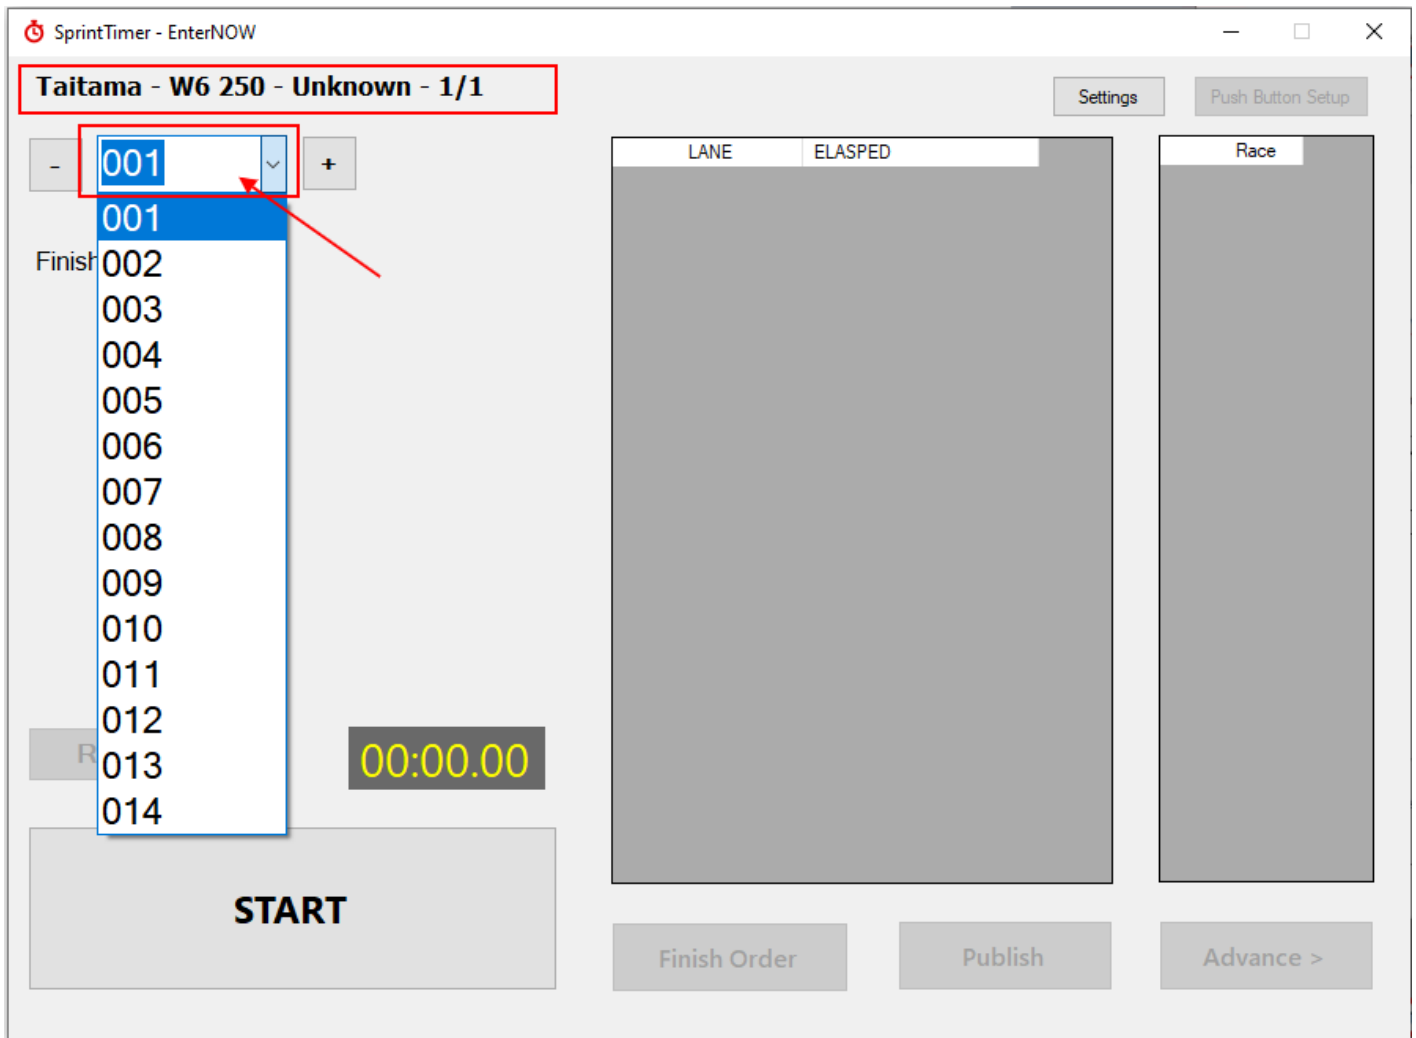 SprintTimer - EnterNOW
Taitama - W6 250 - Unknown - 1/1
Settings
Push Button Setup
- 001 +
001
002
003
004
005
006
007
008
009
010
011
012
013
014
Finish
LANE ELASPED
Race
R
00:00.00
START
Finish Order
Publish
Advance >